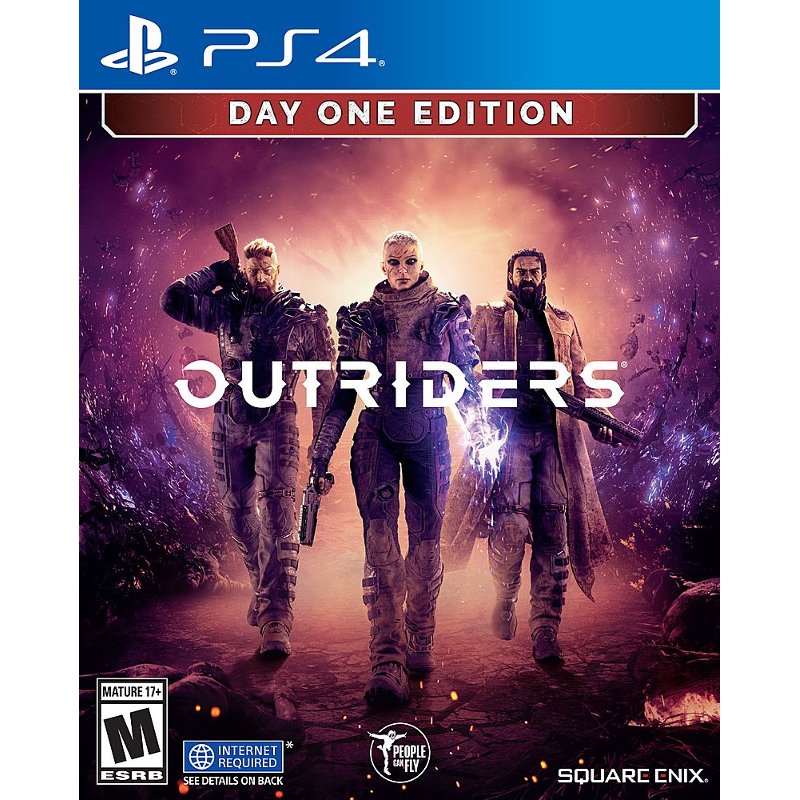 PS4
DAY ONE EDITION
OUTRIDERS®
MATURE 17+
M
ESRB
INTERNET
REQUIRED*
SEE DETAILS ON BACK
PEOPLE
CAN
FLY
SQUARE ENIX®